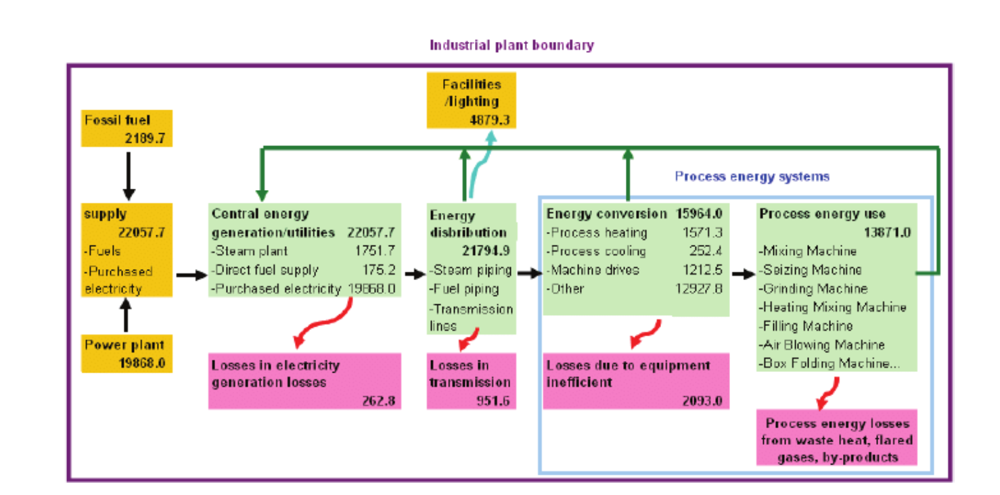 Industrial plant boundary
Facilities
/lighting
4879.3
Fossil fuel
2189.7
Process energy systems
supply
22057.7
-Fuels
-Purchased
electricity
Central energy
generation/utilities 22057.7
-Steam plant 1751.7
-Direct fuel supply 175.2
-Purchased electricity 19868.0
Energy
disbribution
21794.9
-Steam piping
-Fuel piping
-Transmission
lines
Energy conversion 15964.0
-Process heating 1571.3
-Process cooling 252.4
-Machine drives 1212.5
-Other 12927.8
Process energy use
13871.0
-Mixing Machine
-Seizing Machine
-Grinding Machine
-Heating Mixing Machine
-Filling Machine
-Air Blowing Machine
-Box Folding Machine...
Power plant
19868.0
Losses in electricity
generation losses
262.8
Losses in
transmission
951.6
Losses due to equipment
inefficient
2093.0
Process energy losses
from waste heat, flared
gases, by-products